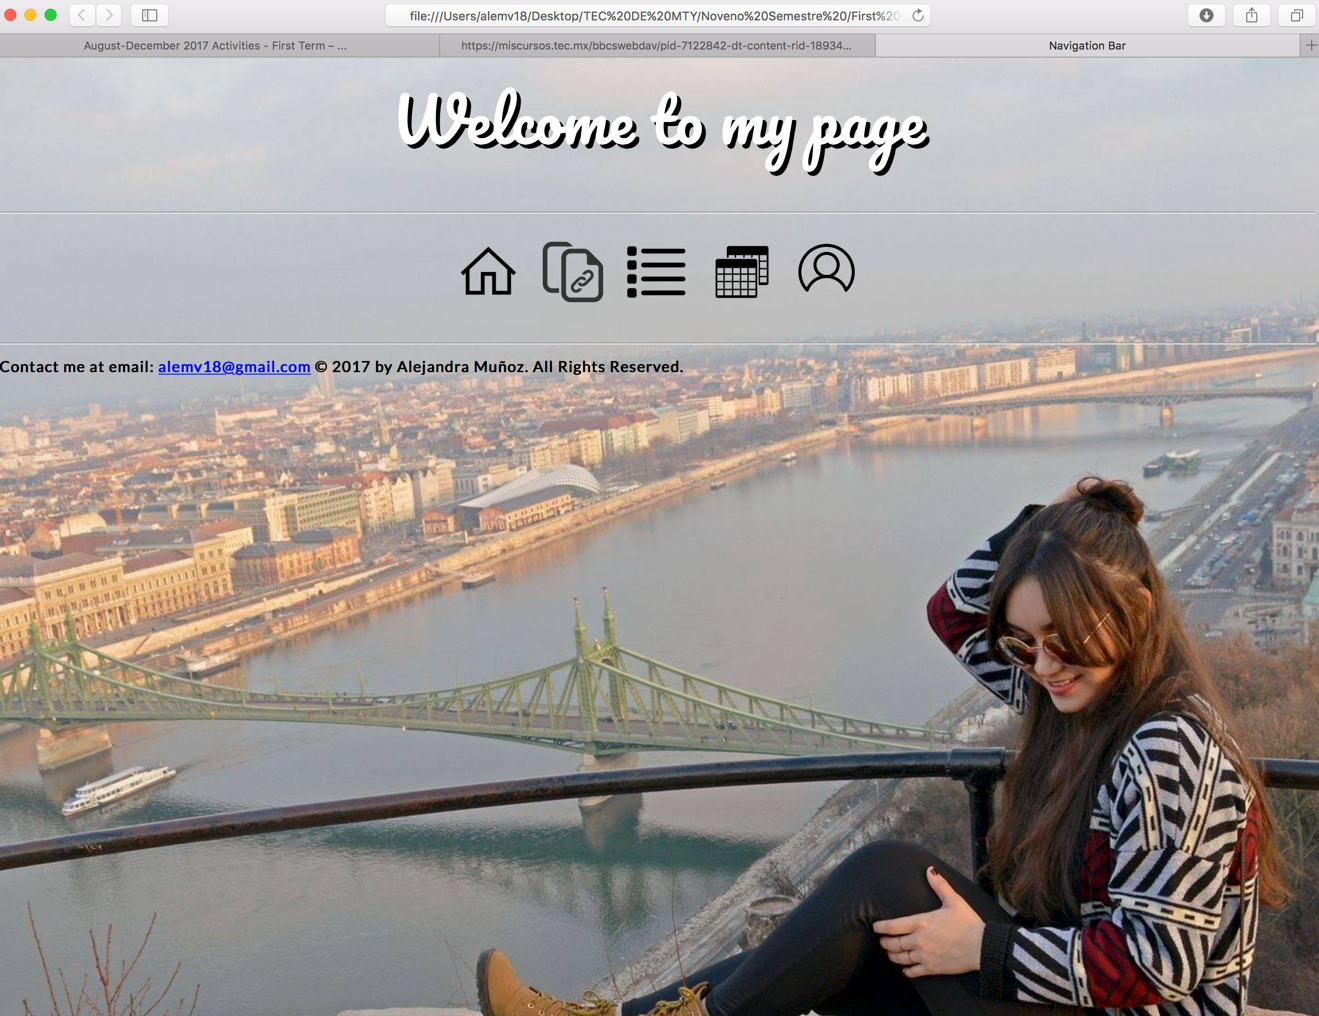 file:///Users/alemv18/Desktop/TEC%20DE%20MTY/Noveno%20Semestre%20/First%20
August-December 2017 Activities - First Term – ...
https://miscursos.tec.mx/bbcswebdav/pid-7122842-dt-content-rid-18934...
Navigation Bar
Welcome to my page
Contact me at email: alemv18@gmail.com © 2017 by Alejandra Muñoz. All Rights Reserved.